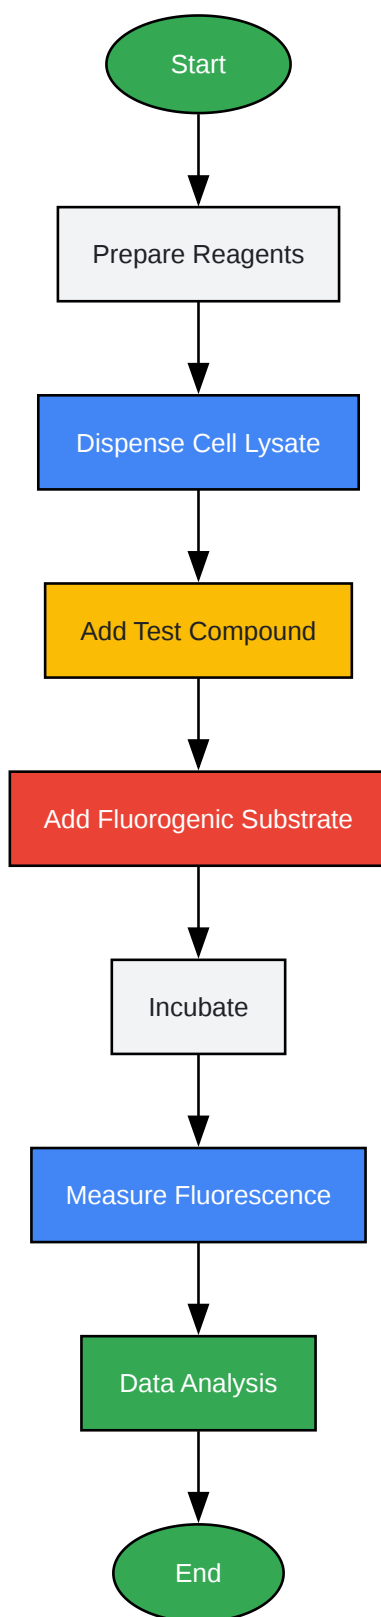 Start
Prepare Reagents
Dispense Cell Lysate
Add Test Compound
Add Fluorogenic Substrate
Incubate
Measure Fluorescence
Data Analysis
End